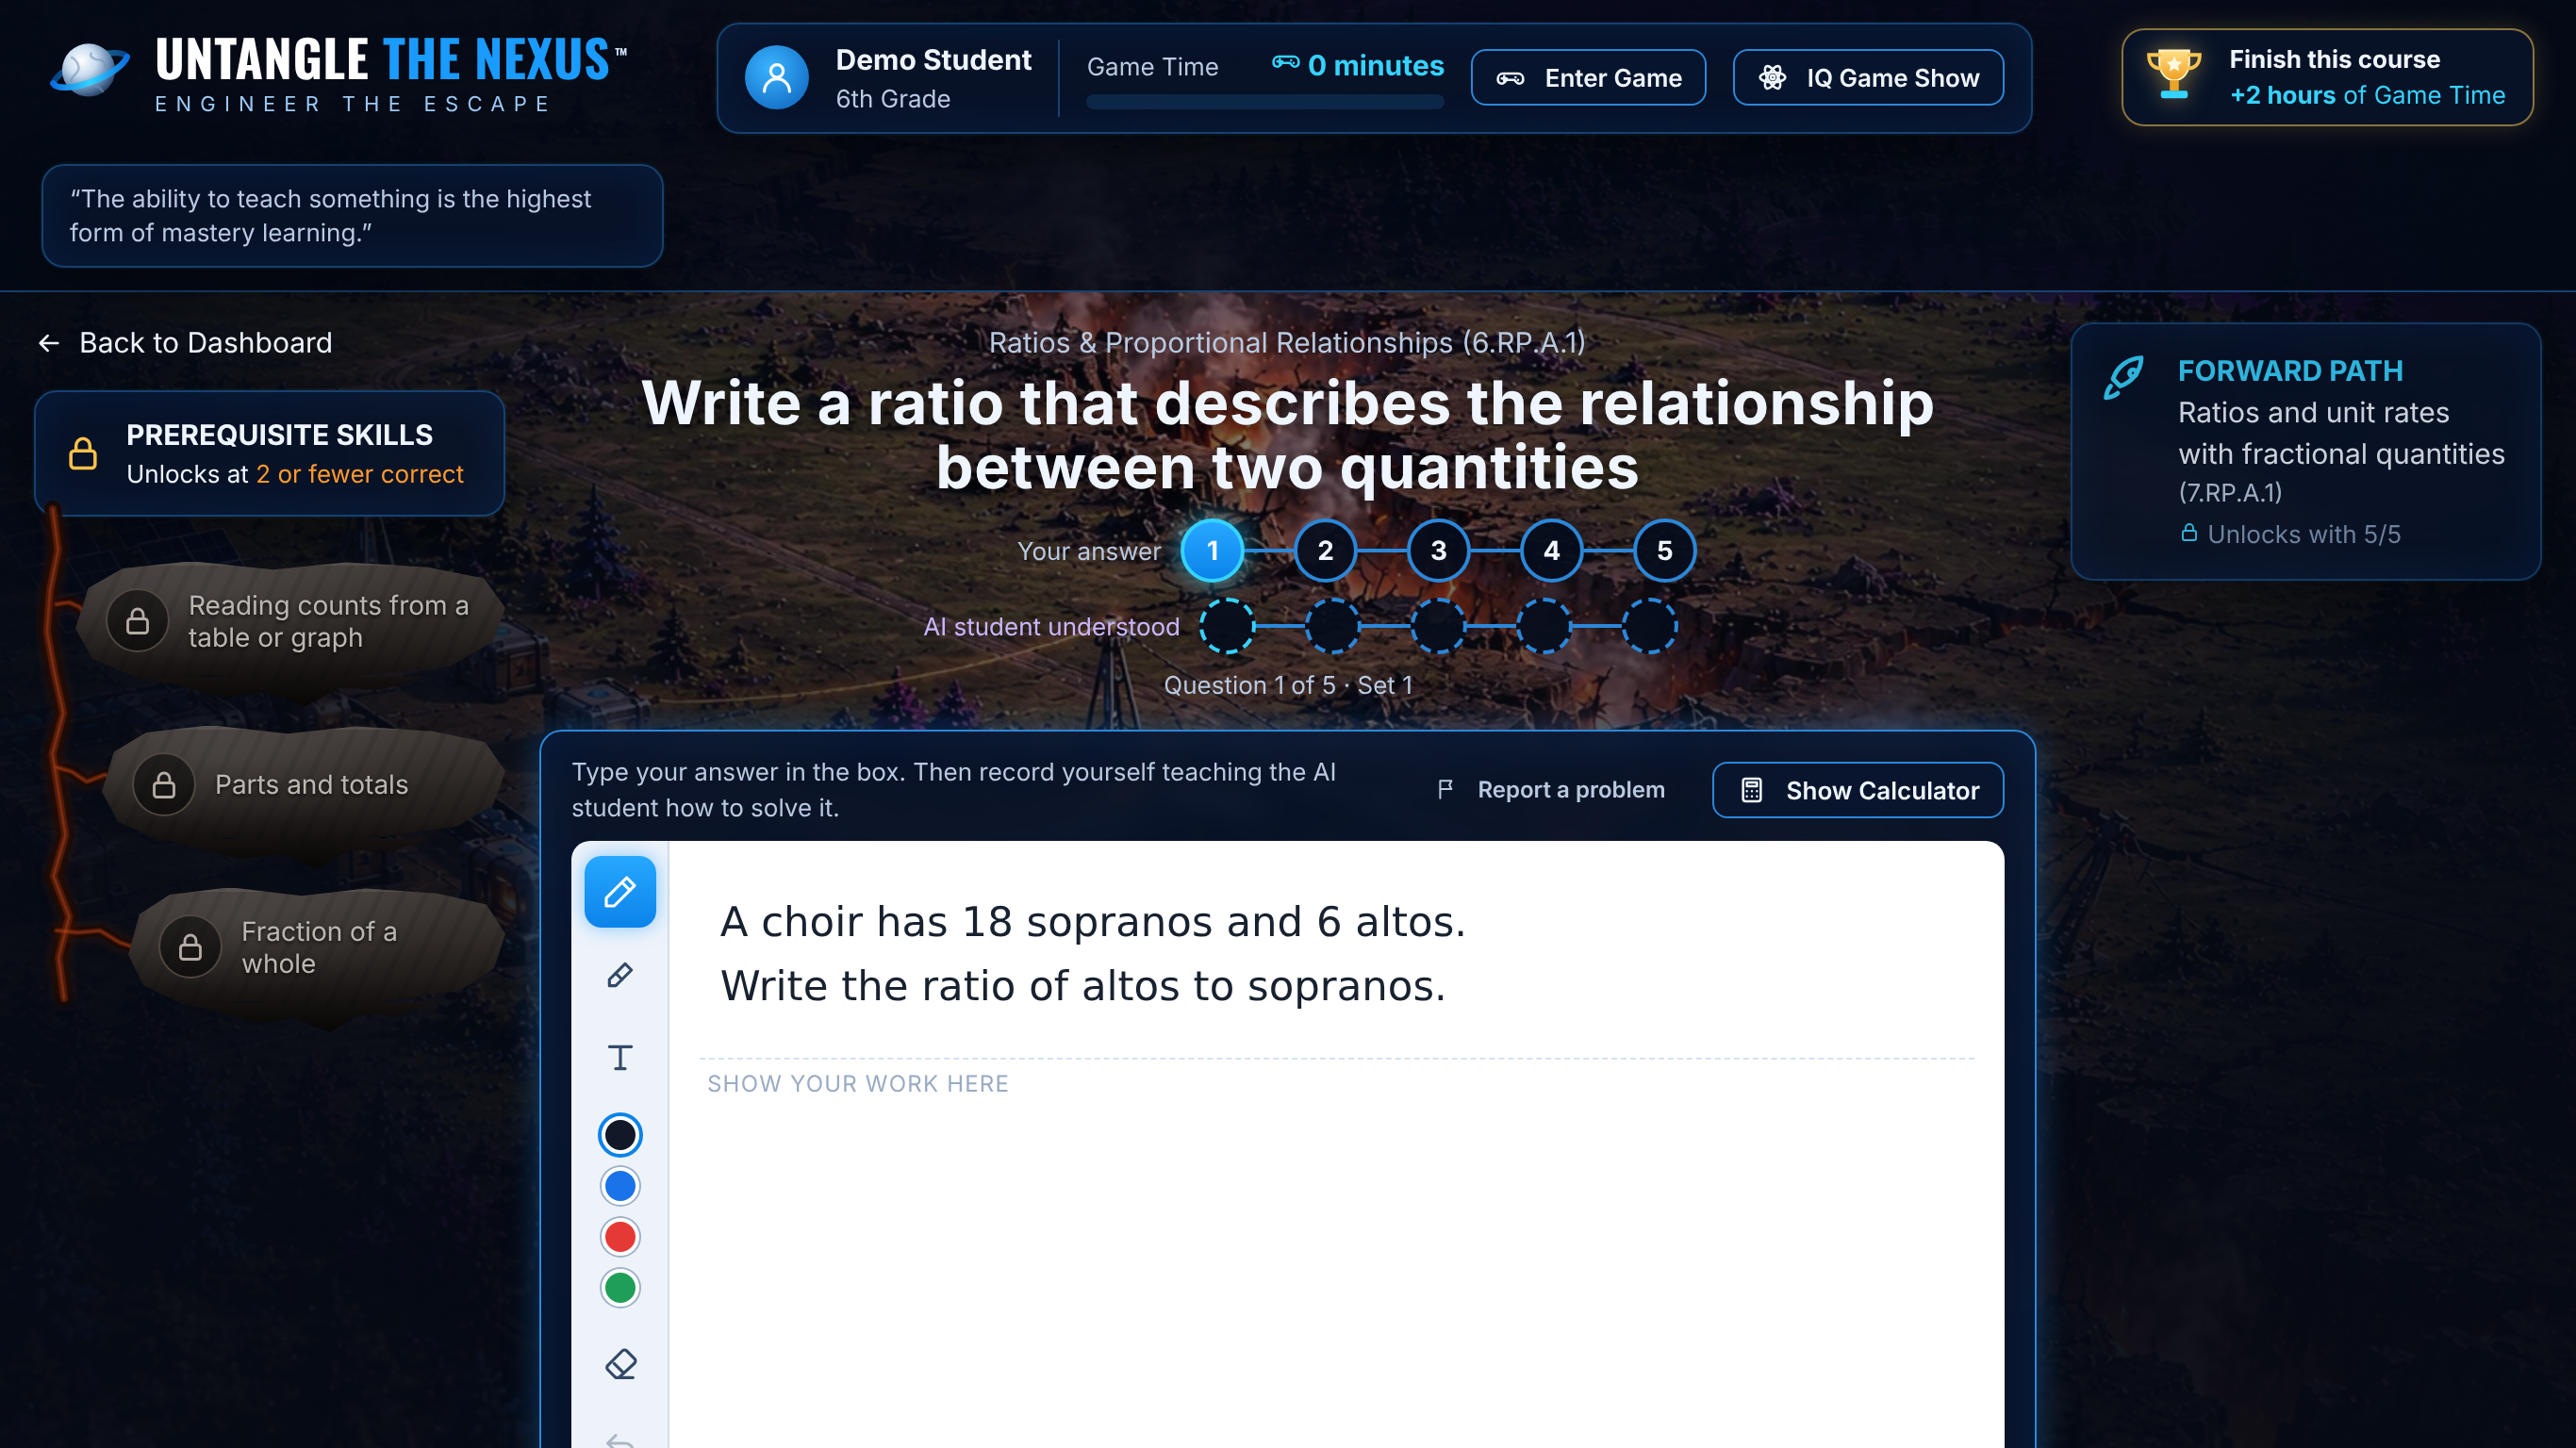 UNTANGLE THE NEXUS™
ENGINEER THE ESCAPE
Demo Student
6th Grade
Game Time
0 minutes
Enter Game
IQ Game Show
Finish this course
+2 hours of Game Time
“The ability to teach something is the highest
form of mastery learning.”
Back to Dashboard
PREREQUISITE SKILLS
Unlocks at 2 or fewer correct
Reading counts from a
table or graph
Parts and totals
Fraction of a
whole
Ratios & Proportional Relationships (6.RP.A.1)
Write a ratio that describes the relationship
between two quantities
Your answer 1 2 3 4 5
AI student understood
Question 1 of 5 · Set 1
FORWARD PATH
Ratios and unit rates
with fractional quantities
(7.RP.A.1)
Unlocks with 5/5
Type your answer in the box. Then record yourself teaching the AI
student how to solve it.
Report a problem
Show Calculator
A choir has 18 sopranos and 6 altos.
Write the ratio of altos to sopranos.
SHOW YOUR WORK HERE